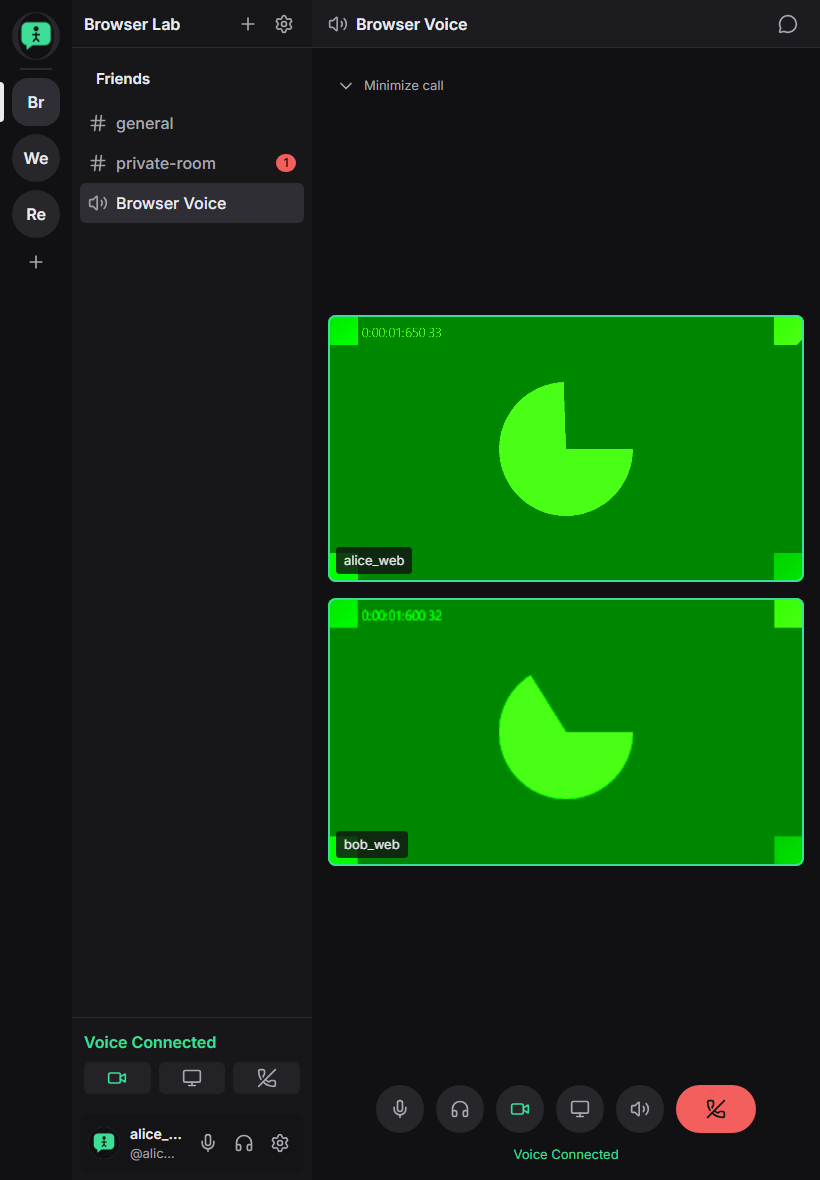 Browser Lab
Browser Voice
Friends
Minimize call
Br
general
We
private-room 1
Browser Voice
Re
0:00:01:650 33
alice_web
0:00:01:600 32
bob_web
Voice Connected
alice_...
@alic...
Voice Connected